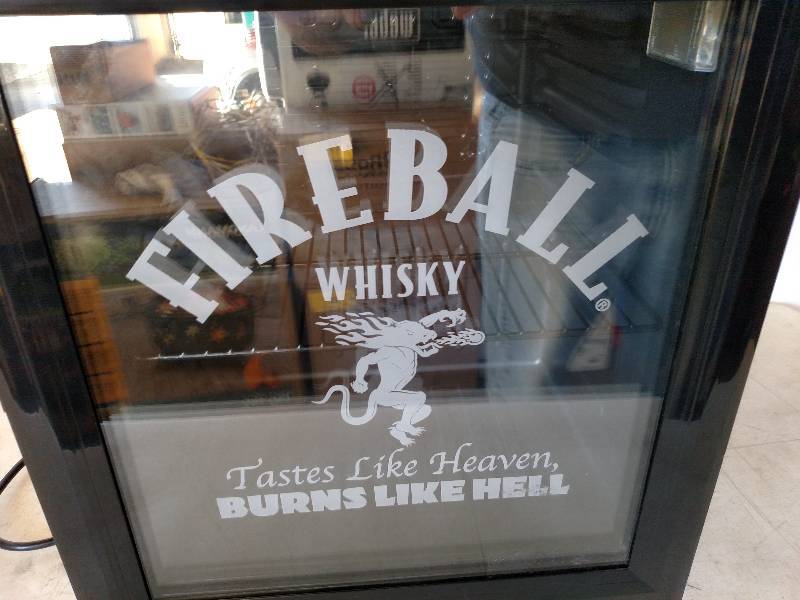 FIREBALL®
WHISKY
Tastes Like Heaven,
BURNS LIKE HELL